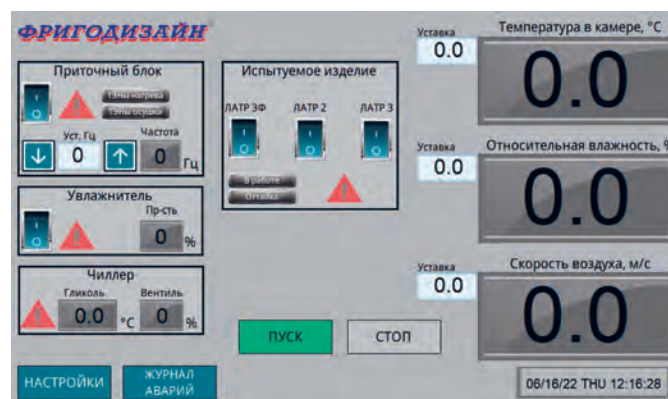 ФРИГОДИЗАЙН
Приточный блок
ТЭНы нагрева
ТЭНы осушки
Уст. Гц
Частота
0
0
Гц
Увлажнитель
Пр-сть
0
%
Чиллер
Гликоль
Вентиль
0.0
°C
0
%
НАСТРОЙКИ
ЖУРНАЛ
АВАРИЙ
Испытуемое изделие
ЛАТР 3Ф
ЛАТР 2
ЛАТР 3
В работе
Оттайка
ПУСК
СТОП
Уставка
0.0
Температура в камере, °C
0.0
Уставка
0.0
Относительная влажность, %
0.0
Уставка
0.0
Скорость воздуха, м/с
0.0
06/16/22 THU 12:16:28